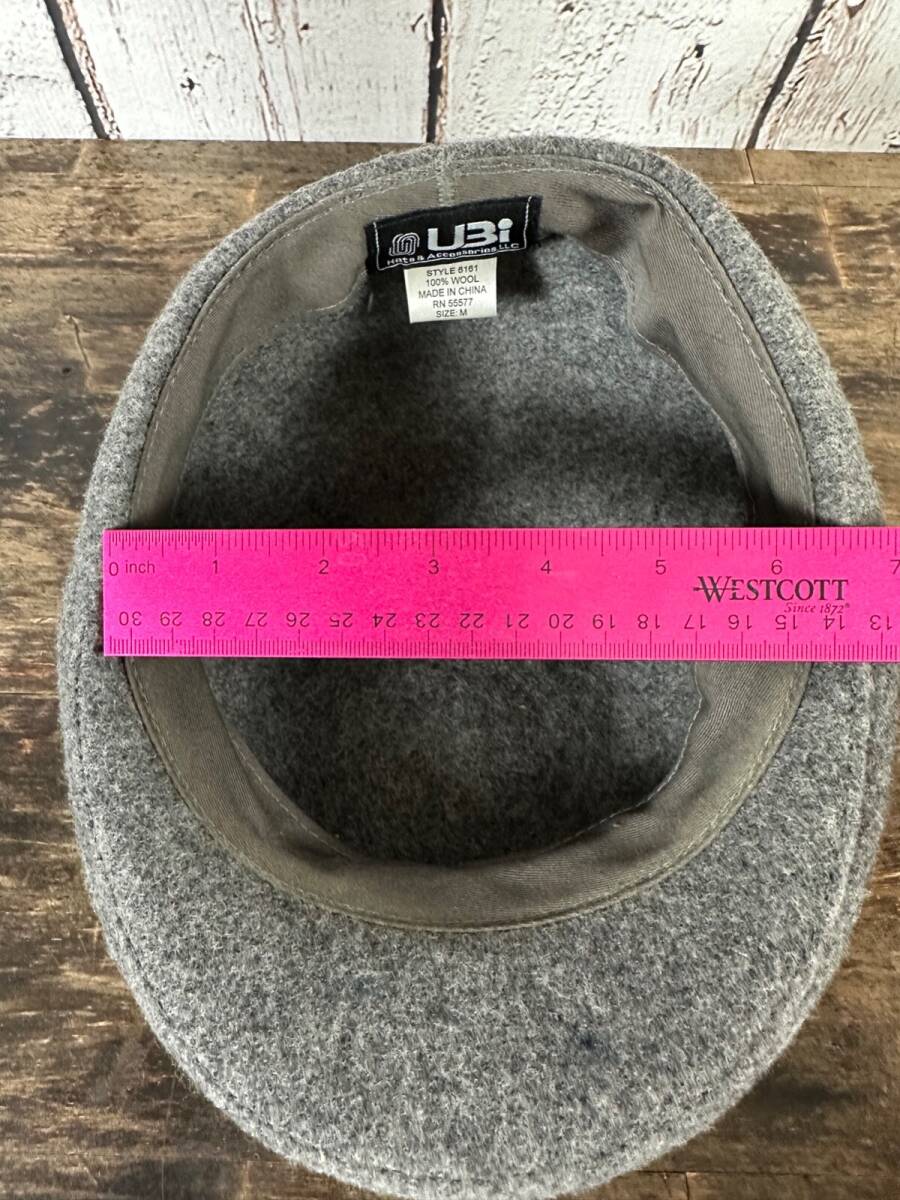 UBi
Hats & Accessories, LLC
STYLE 6161
100% WOOL
MADE IN CHINA
RN 55577
SIZE: M
0 inch 1 2 3 4 5 6 7
WESTCOTT
Since 1872®
30 29 28 27 26 25 24 23 22 21 20 19 18 17 16 15 14 13